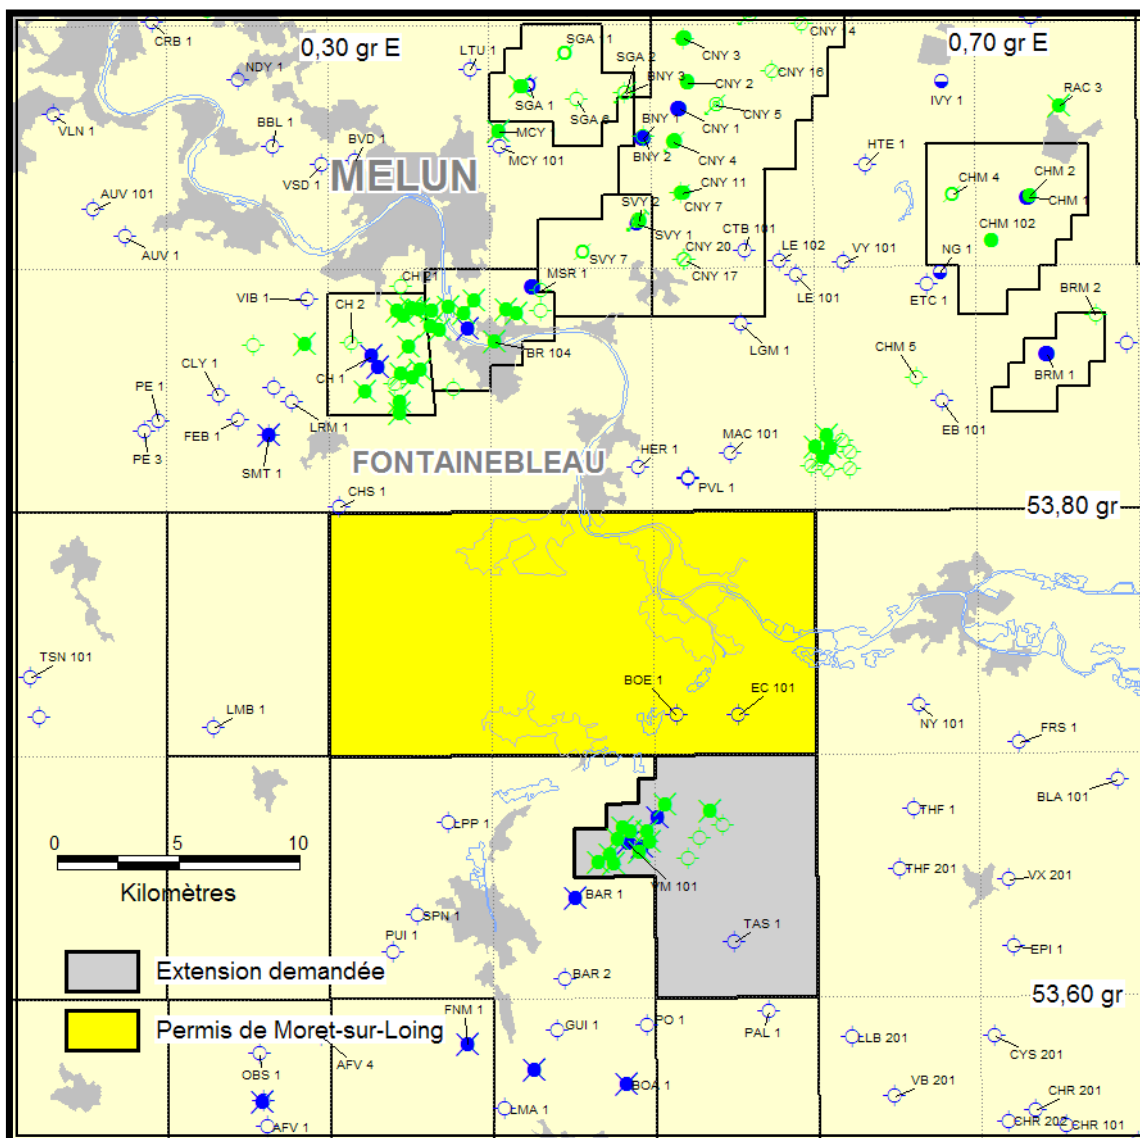 CRB 1
0,30 gr E
LTU 1
SGA 11
CNY 3
CNY 14
0,70 gr E
NDY 1
SGA 2
BNY 3
CNY 2
CNY 16
IVY 1
RAC 3
SGA 1
SGA 6
BNY 1
CNY 1
CNY 5
VLN 1
BBL 1
BVD 1
MCY 1
MCY 101
BNY 2
CNY 4
VSD 1
MELUN
HTE 1
CHM 4
CHM 2
CHM 1
AUV 101
CNY 11
CNY 7
SVY 2
SVY 1
CTB 101
CHM 102
AUV 1
SVY 7
CNY 20
CNY 17
LE 102
VY 101
NG 1
CH 21
MSR 1
LE 101
ETC 1
BRM 2
VIB 1
CH 2
BR 104
LGM 1
CLY 1
CH 1
CHM 5
BRM 1
PE 1
FEB 1
LRM 1
EB 101
PE 3
SMT 1
FONTAINEBLEAU
HER 1
MAC 101
PVL 1
CHS 1
53,80 gr
TSN 101
LMB 1
BOE 1
EC 101
NY 101
FRS 1
BLA 101
LPP 1
THF 1
0
5
10
Kilomètres
VM 101
THF 201
VX 201
BAR 1
SPN 1
PUI 1
TAS 1
EPI 1
Extension demandée
BAR 2
53,60 gr
Permis de Moret-sur-Loing
FNM 1
GUI 1
PO 1
PAL 1
LLB 201
CYS 201
AFV 4
OBS 1
BOA 1
VB 201
CHR 201
AFV 1
LMA 1
CHR 202
CHR 101